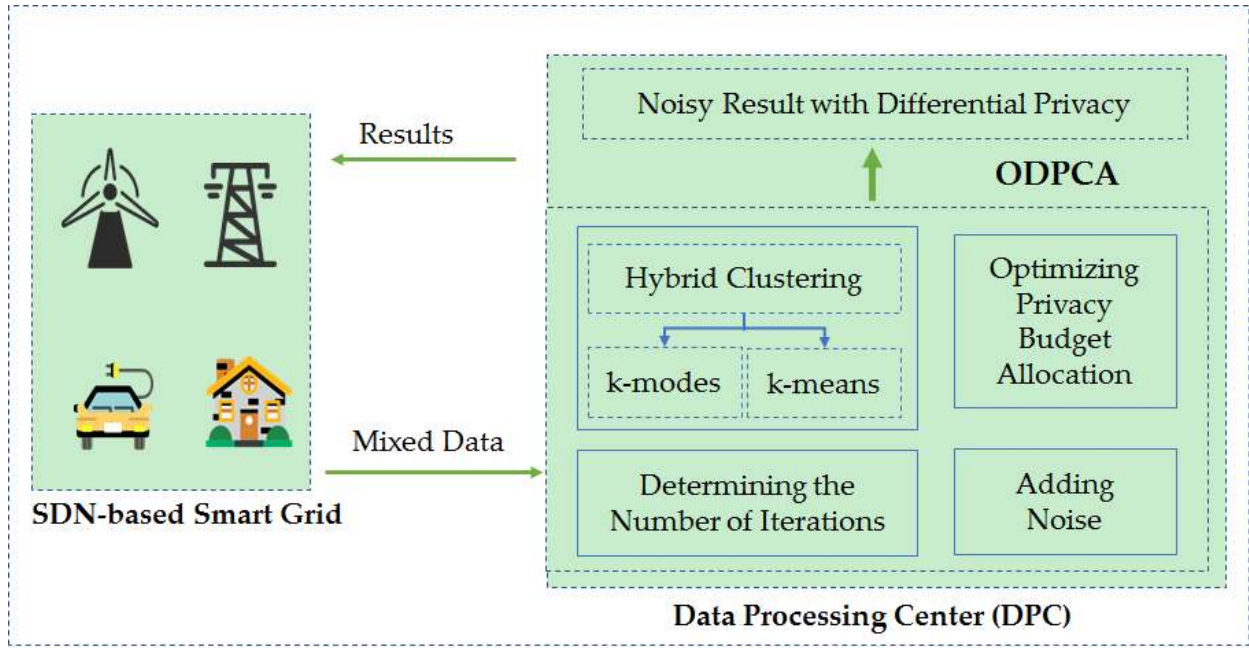 Noisy Result with Differential Privacy
Results
ODPCA
Hybrid Clustering
k-modes
k-means
Optimizing
Privacy
Budget
Allocation
Mixed Data
Determining the
Number of Iterations
Adding
Noise
SDN-based Smart Grid
Data Processing Center (DPC)